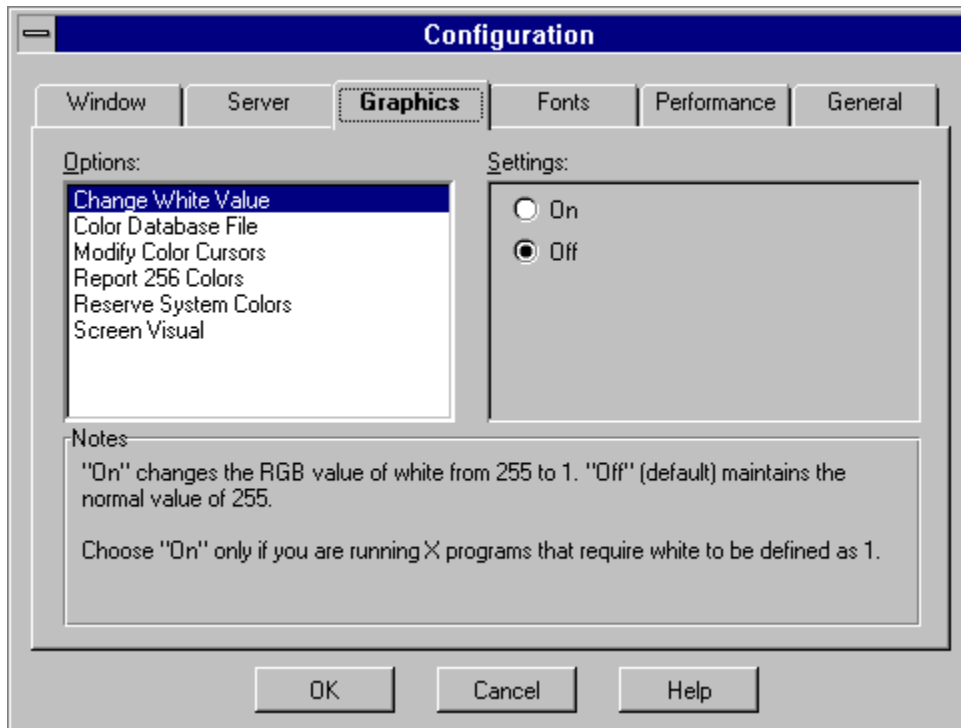 Configuration
Window Server Graphics Fonts Performance General
Options:
Change White Value
Color Database File
Modify Color Cursors
Report 256 Colors
Reserve System Colors
Screen Visual
Settings:
On
Off
Notes
"On" changes the RGB value of white from 255 to 1. "Off" (default) maintains the
normal value of 255.
Choose "On" only if you are running X programs that require white to be defined as 1.
OK Cancel Help